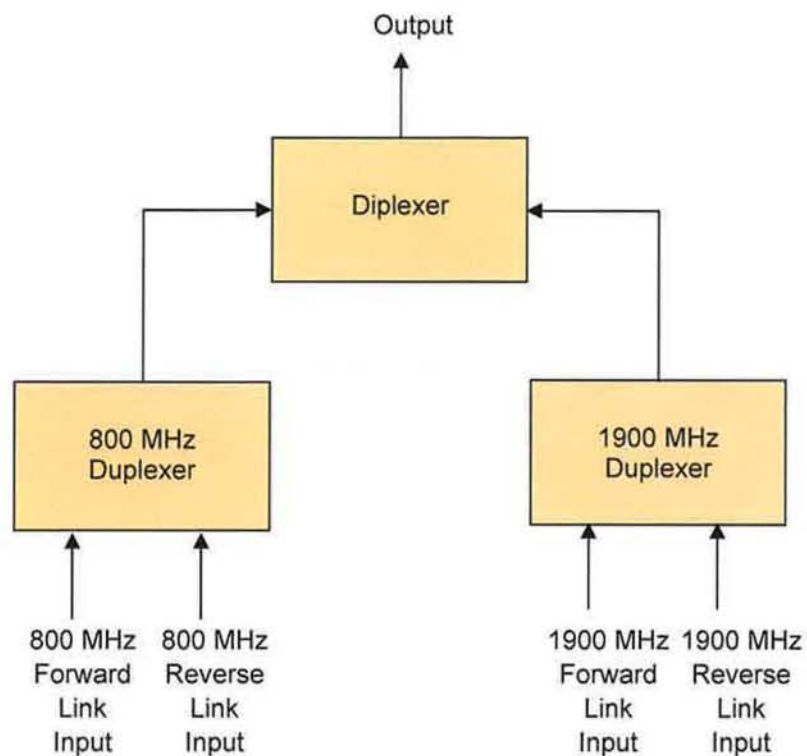 Output
Diplexer
800 MHz
Duplexer
1900 MHz
Duplexer
800 MHz
Forward
Link
Input
800 MHz
Reverse
Link
Input
1900 MHz
Forward
Link
Input
1900 MHz
Reverse
Link
Input